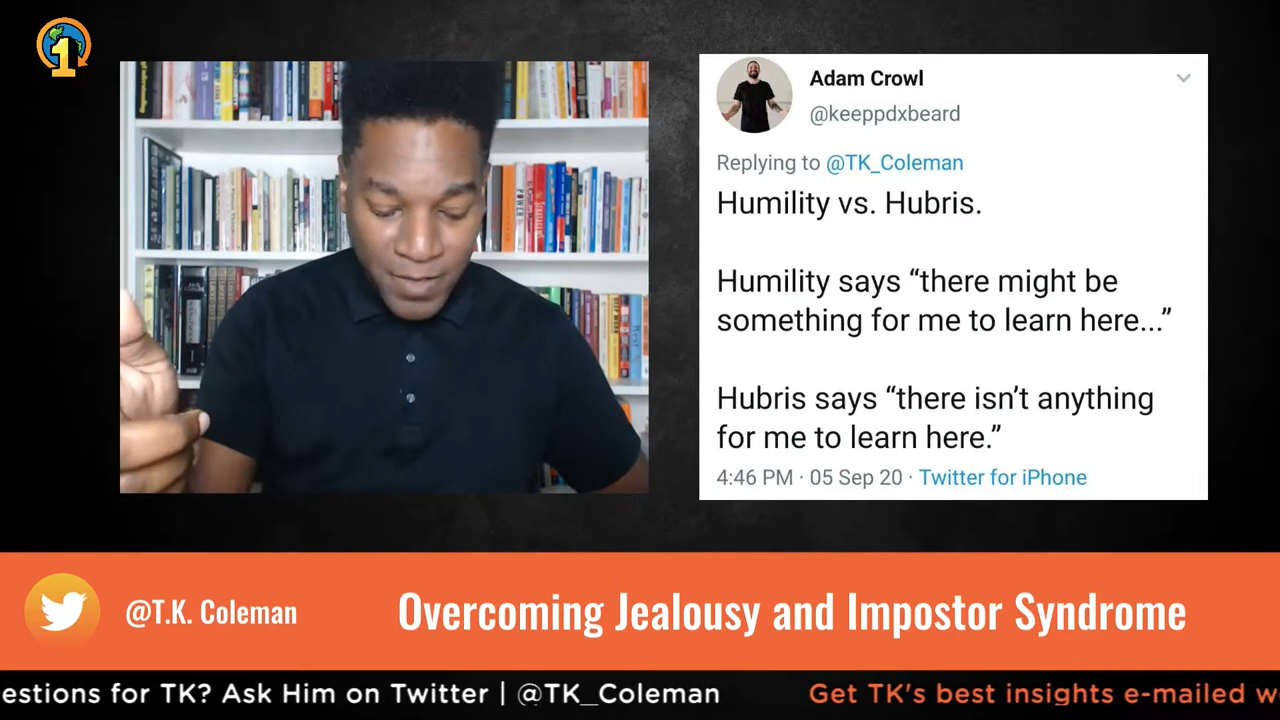 1
POWER
Adam Crowl
@keeppdxbeard
Replying to @TK_Coleman
Humility vs. Hubris.
Humility says “there might be
something for me to learn here...”
Hubris says “there isn’t anything
for me to learn here.”
4:46 PM · 05 Sep 20 · Twitter for iPhone
@T.K. Coleman
Overcoming Jealousy and Impostor Syndrome
estions for TK? Ask Him on Twitter | @TK_Coleman
Get TK's best insights e-mailed w